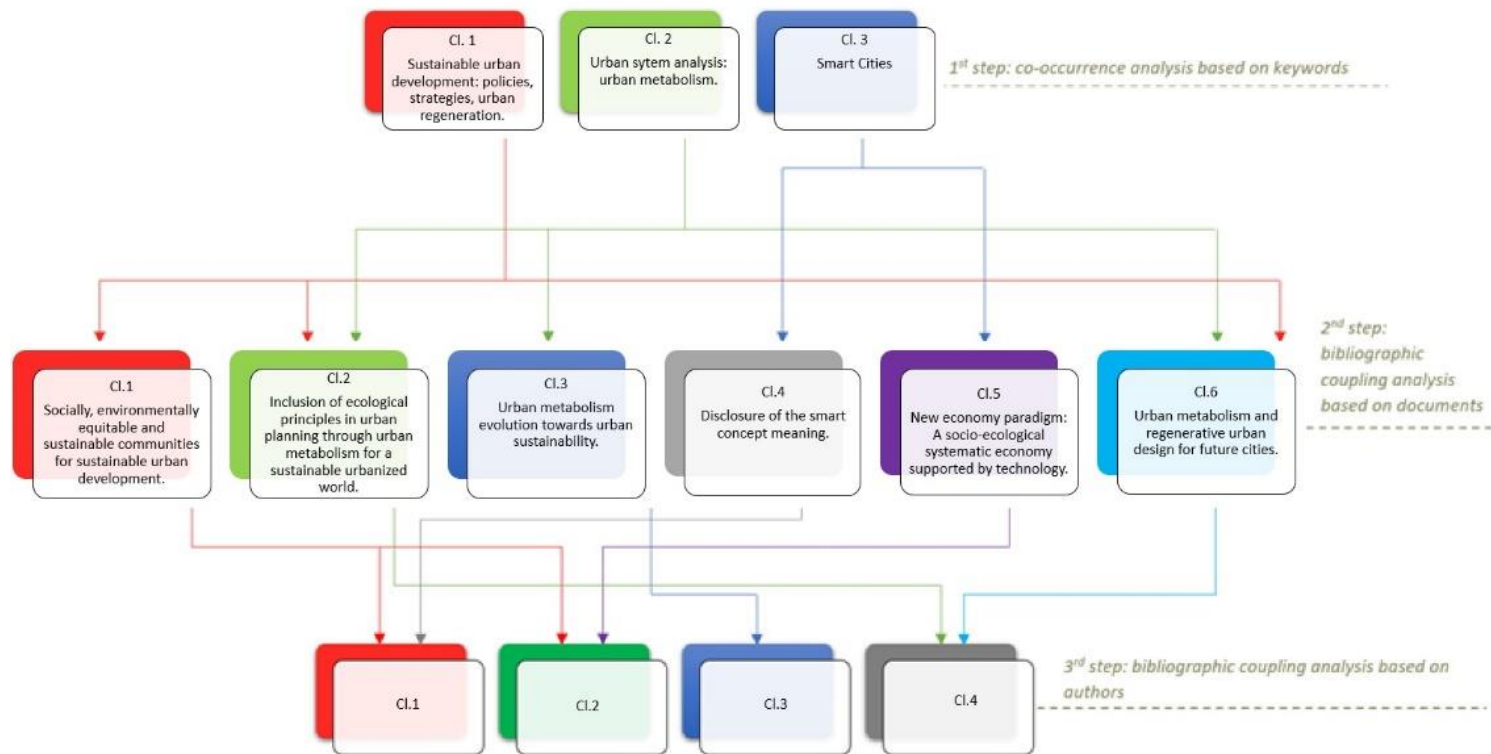 Cl. 1
Sustainable urban
development: policies,
strategies, urban
regeneration.
Cl. 2
Urban sytem analysis:
urban metabolism.
Cl. 3
Smart Cities
1st step: co-occurrence analysis based on keywords
Cl.1
Socially, environmentally
equitable and
sustainable communities
for sustainable urban
development.
Cl.2
Inclusion of ecological
principles in urban
planning through urban
metabolism for a
sustainable urbanized
world.
Cl.3
Urban metabolism
evolution towards urban
sustainability.
Cl.4
Disclosure of the smart
concept meaning.
Cl.5
New economy paradigm:
A socio-ecological
systematic economy
supported by technology.
Cl.6
Urban metabolism and
regenerative urban
design for future cities.
2nd step:
bibliographic
coupling analysis
based on documents
Cl.1
Cl.2
Cl.3
Cl.4
3rd step: bibliographic coupling analysis based on
authors